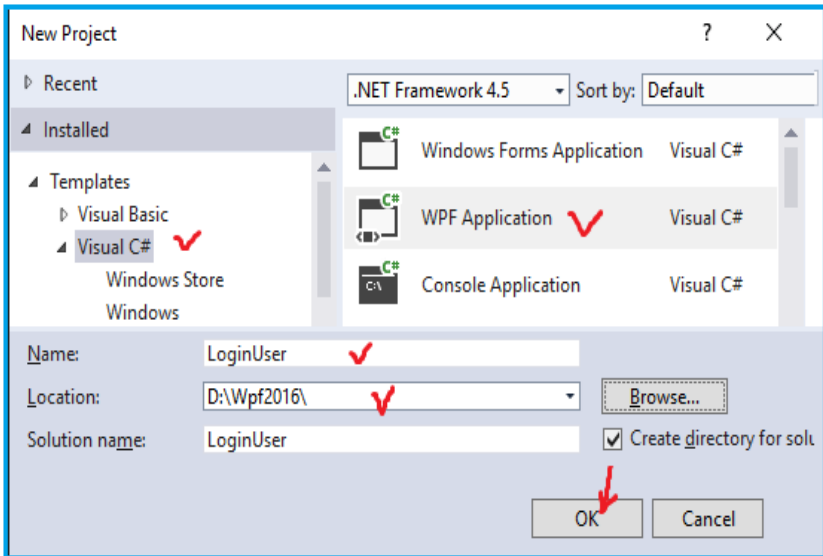 New Project ? X
Recent
.NET Framework 4.5 Sort by: Default
Installed
Templates
Visual Basic
Visual C#
Windows Store
Windows
C# Windows Forms Application Visual C#
C# WPF Application Visual C#
C# C:\ Console Application Visual C#
Name: LoginUser
Location: D:\Wpf2016\ Browse...
Solution name: LoginUser Create directory for solu
OK Cancel